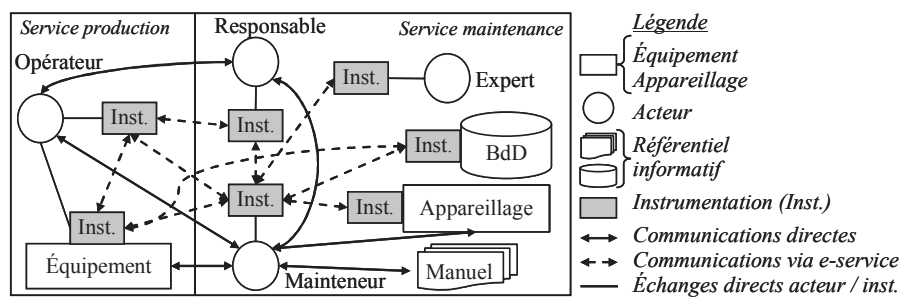 Service production
Responsable
Service maintenance
Opérateur
Inst.
Expert
Inst.
Inst.
Inst.
BdD
Inst.
Inst.
Appareillage
Inst.
Équipement
Mainteneur
Manuel
Légende
Équipement
Appareillage
Acteur
Référentiel
informatif
Instrumentation (Inst.)
Communications directes
Communications via e-service
Échanges directs acteur / inst.